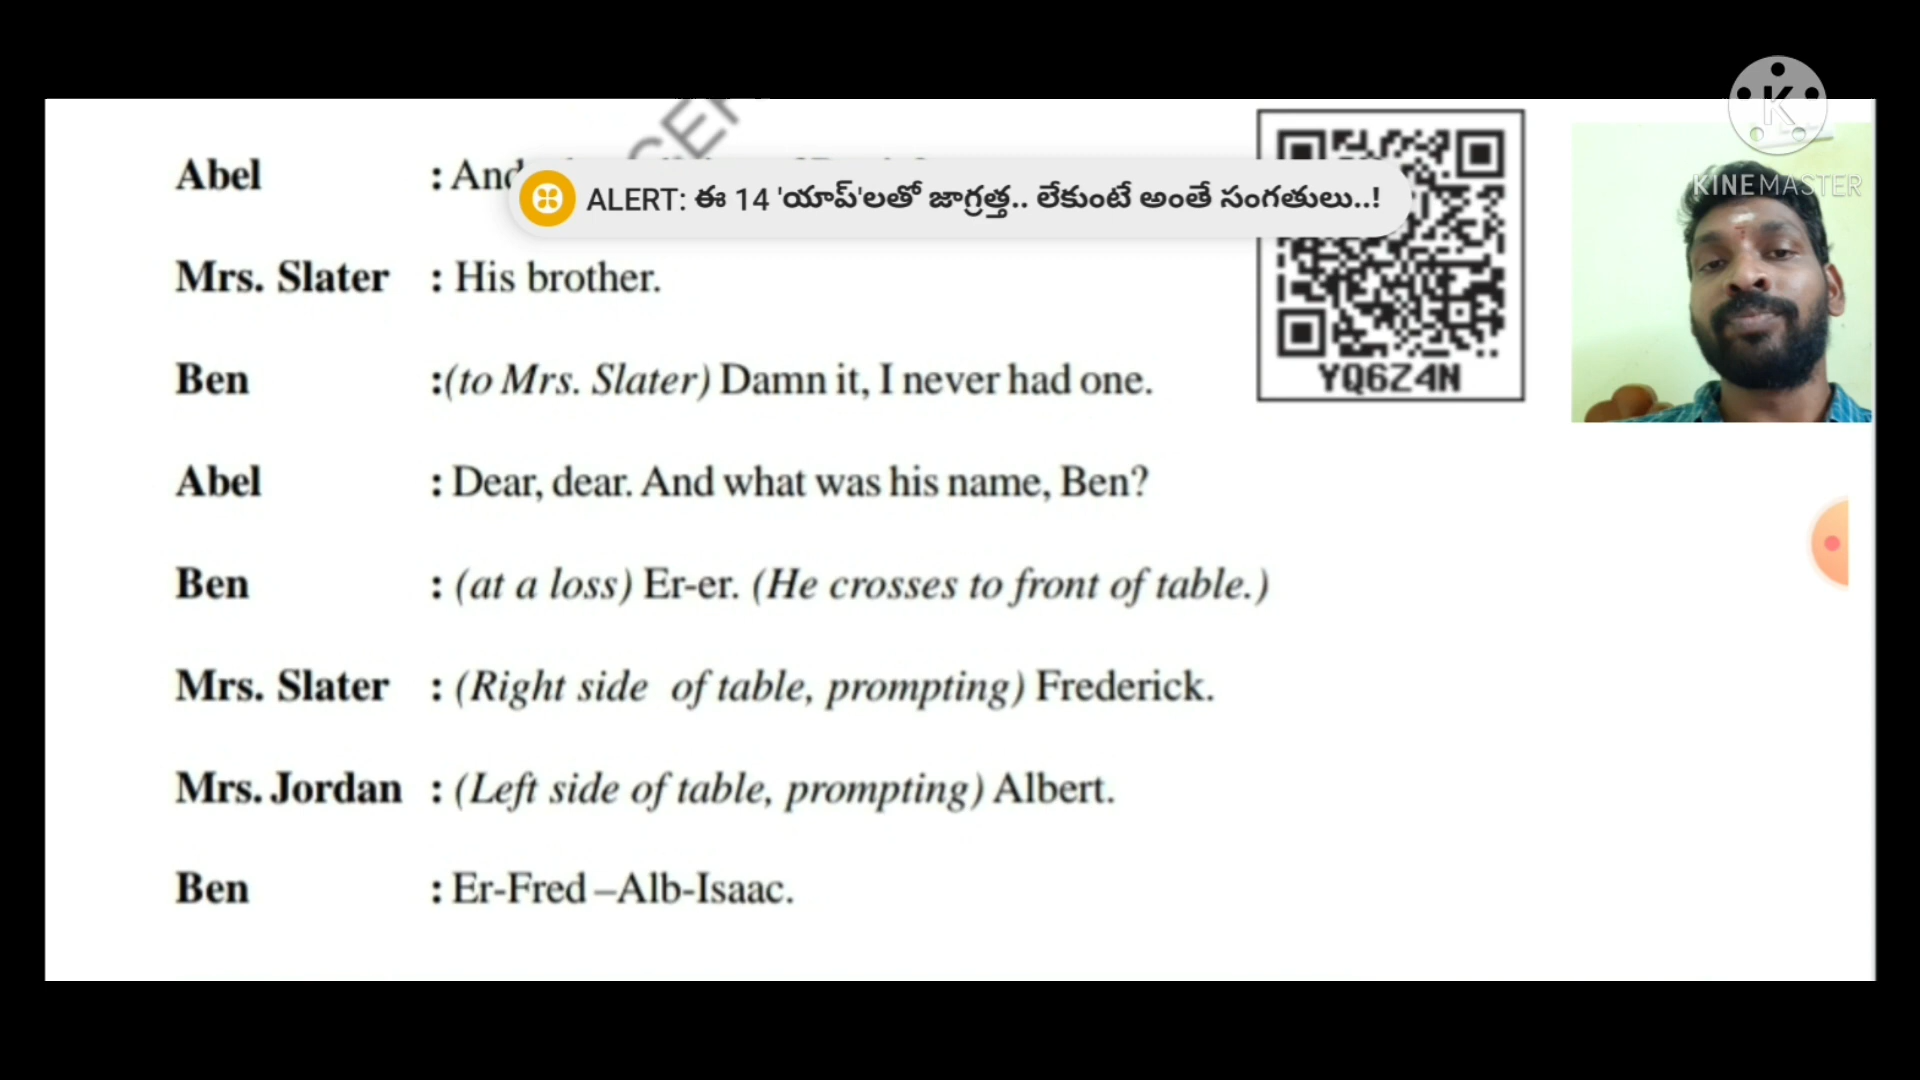 Abel : And
ALERT: ఈ 14 'యాప్'లతో జాగ్రత్త.. లేకుంటే అంతే సంగతులు..!
KINEMASTER
Mrs. Slater : His brother.
Ben :(to Mrs. Slater) Damn it, I never had one.
YQ6Z4N
Abel : Dear, dear. And what was his name, Ben?
Ben : (at a loss) Er-er. (He crosses to front of table.)
Mrs. Slater : (Right side of table, prompting) Frederick.
Mrs. Jordan : (Left side of table, prompting) Albert.
Ben : Er-Fred –Alb-Isaac.